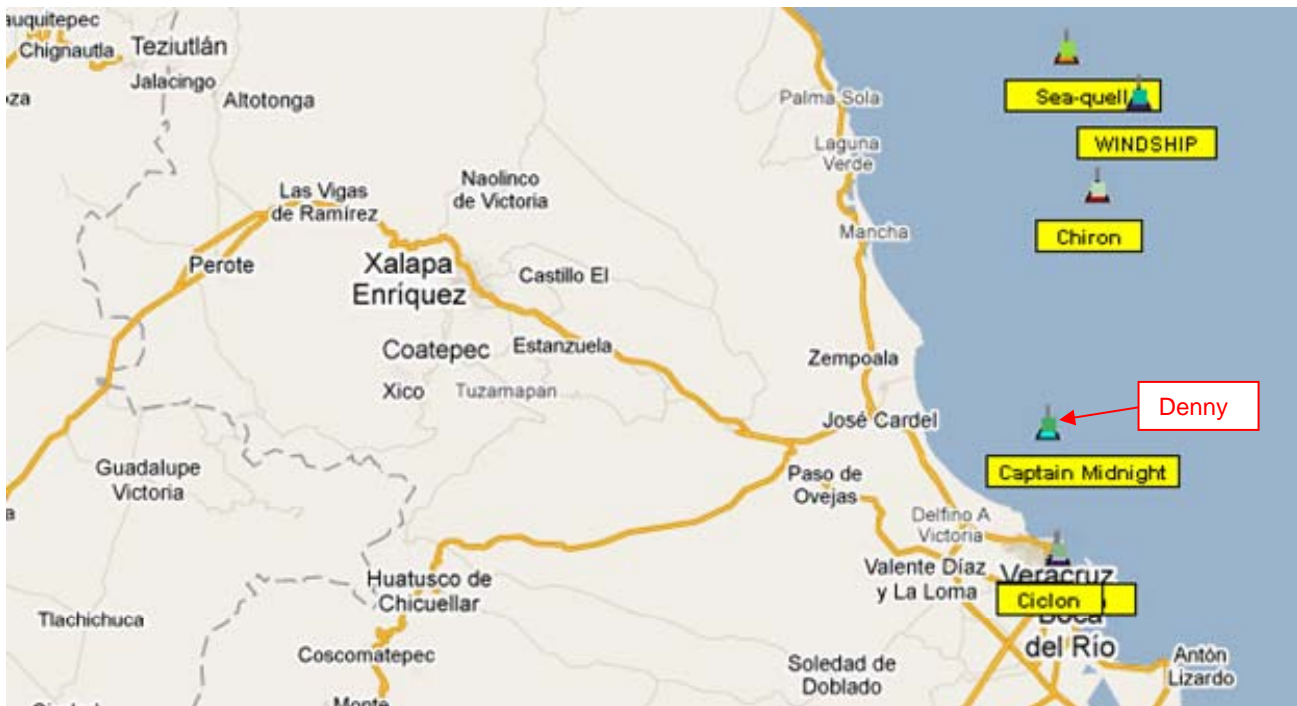 auquitepec
Chignautla
Teziutlán
Jalacingo
oza
Altotonga
Palma Sola
Sea-quell
WINDSHIP
Laguna
Verde
Naolinco
de Victoria
Las Vigas
de Ramírez
Mancha
Chiron
Perote
Xalapa
Enríquez
Castillo El
Coatepec
Estanzuela
Zempoala
Xico
Tuzamapan
José Cardel
Denny
Guadalupe
Victoria
Paso de
Ovejas
Captain Midnight
a
Delfino A
Victoria
Valente Díaz
y La Loma
Veracruz
Ciclon
Huatusco de
Chicuellar
Boca
del Río
Tlachichuca
Coscomatepec
Soledad de
Doblado
Antón
Lizardo
Monte